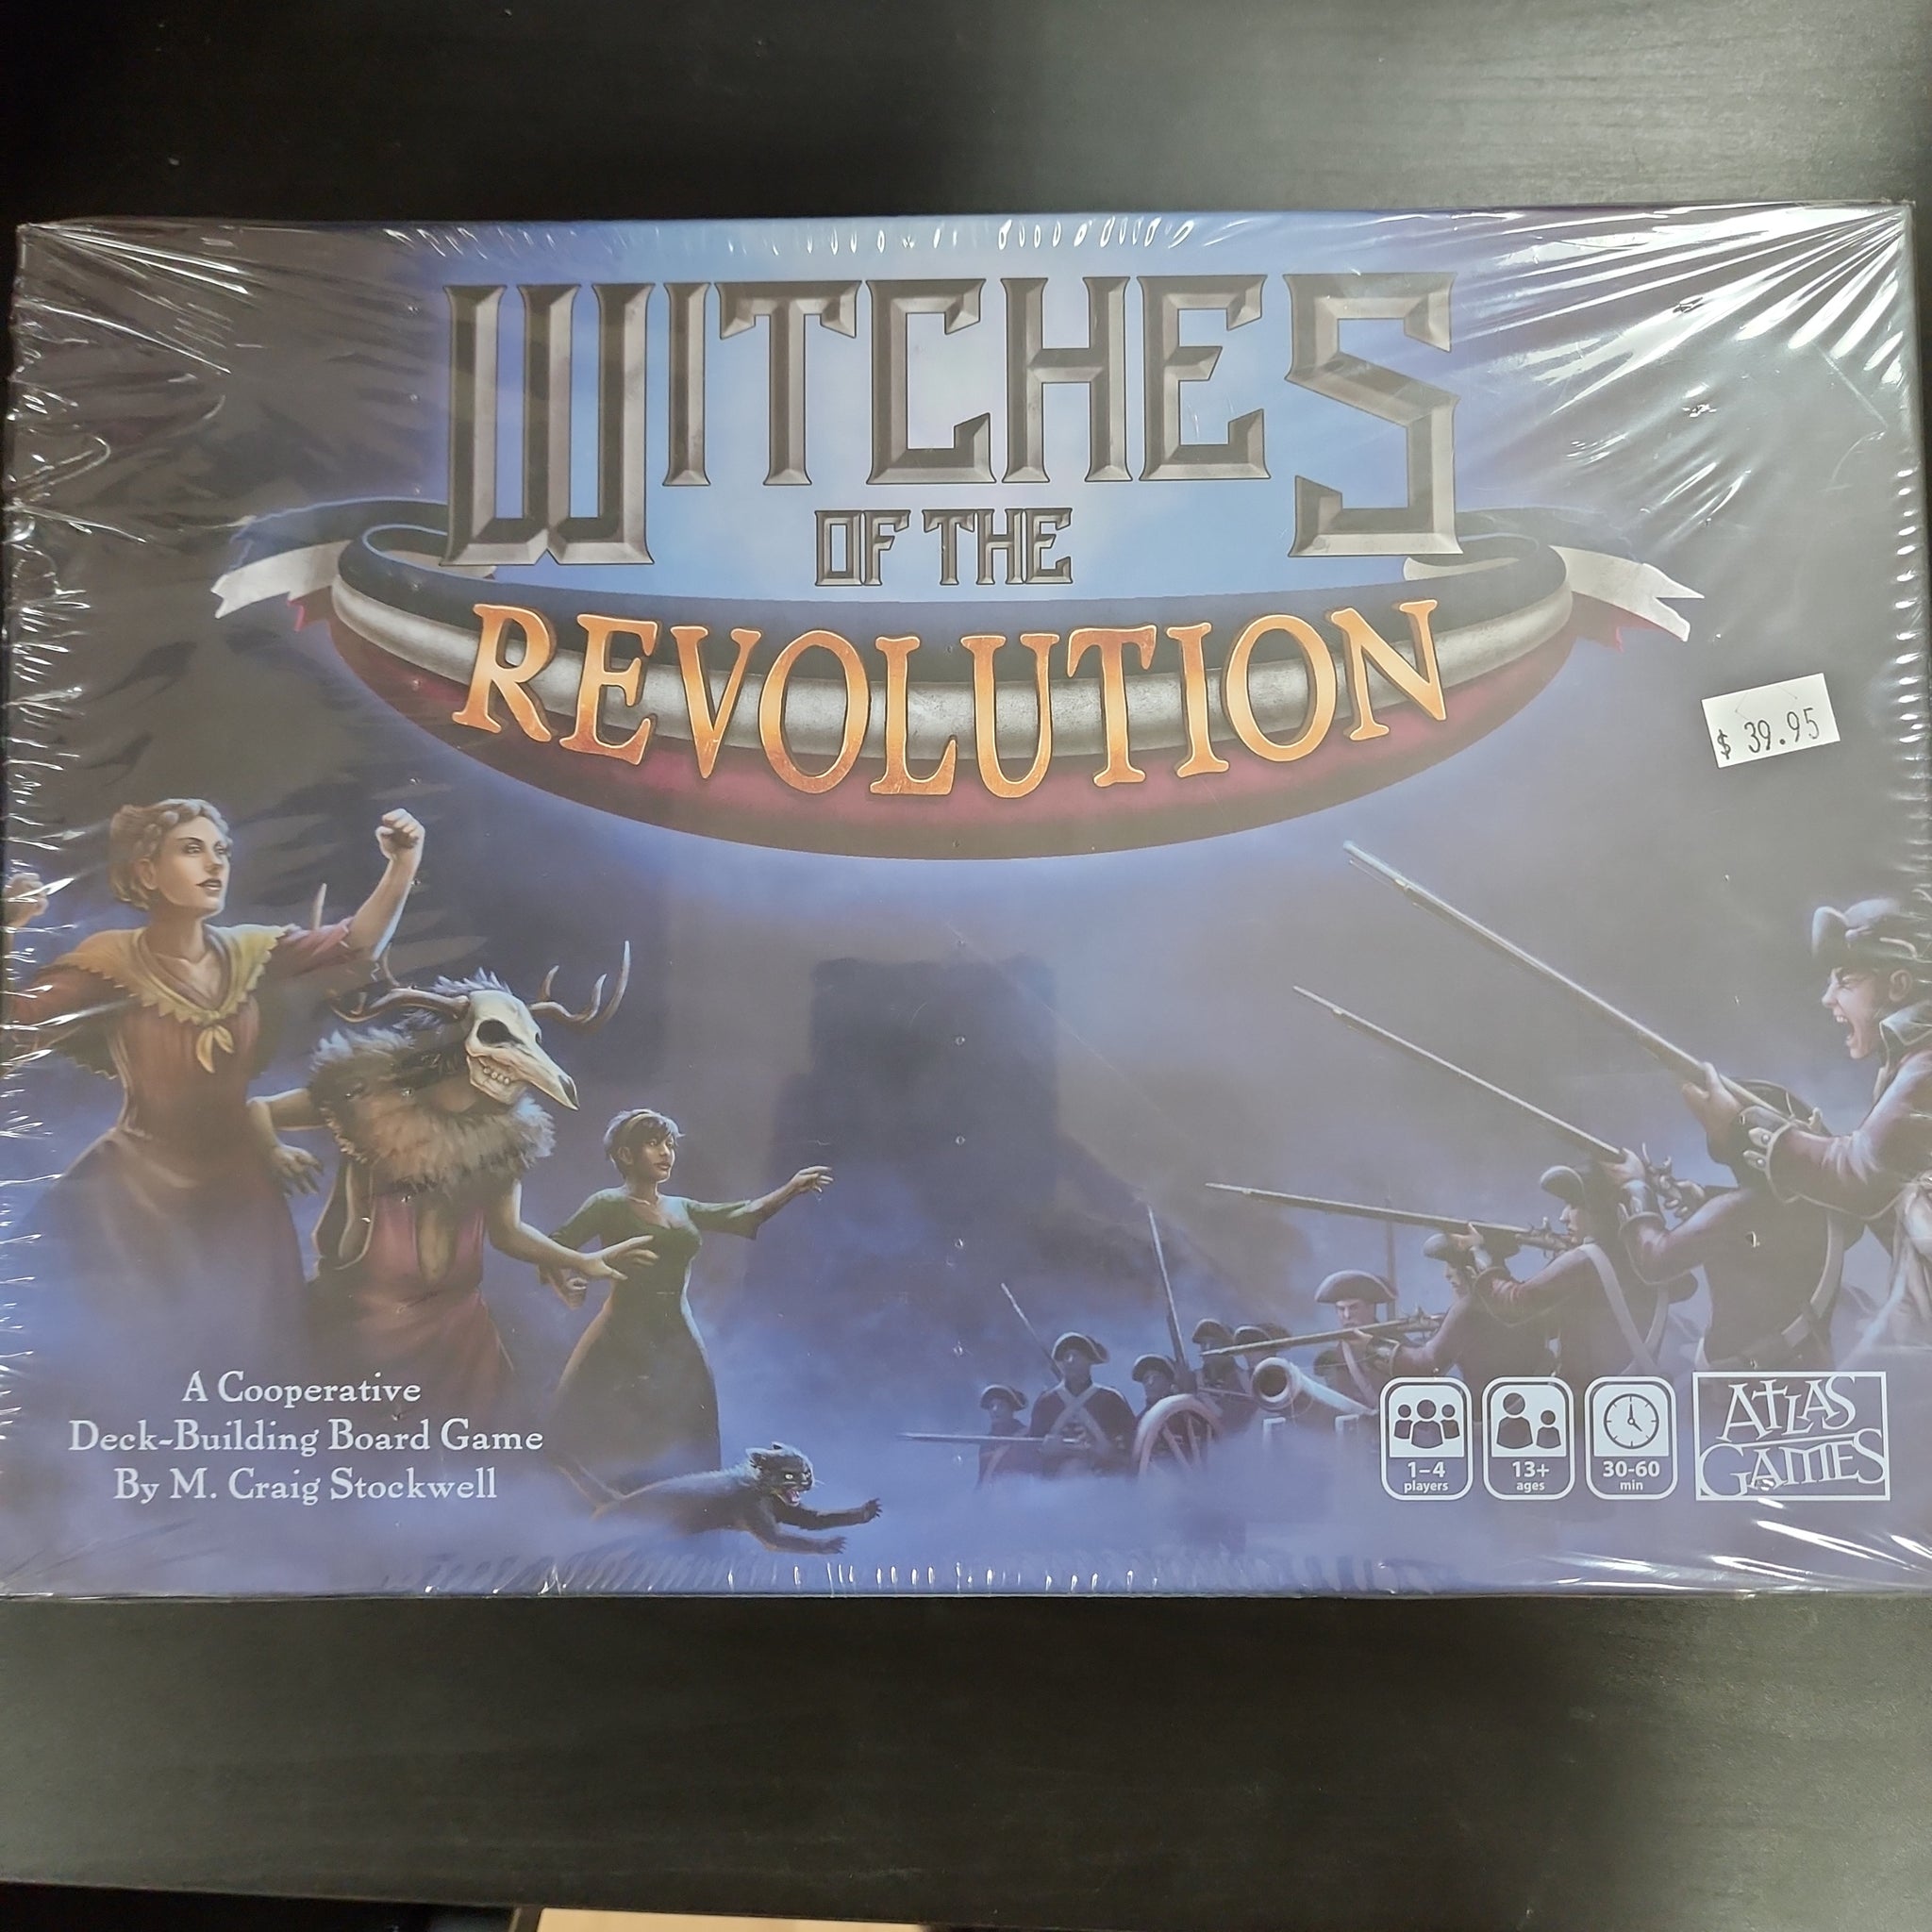 WITCHES
OF THE
REVOLUTION
$ 39.95
A Cooperative
Deck-Building Board Game
By M. Craig Stockwell
1-4
players
13+
ages
30-60
min
ATLAS
GAMES